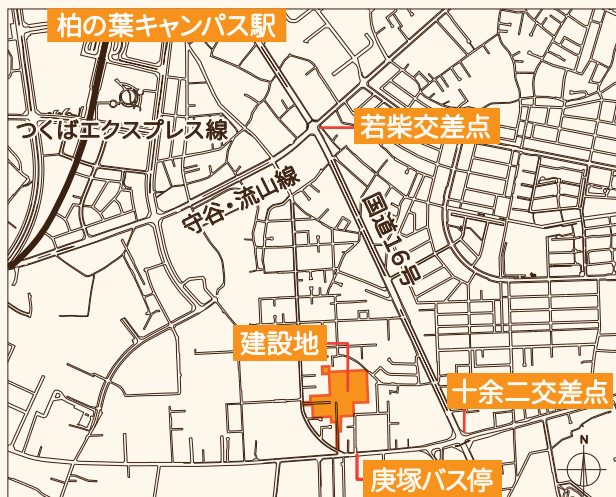 柏の葉キャンパス駅
つくばエクスプレス線
若柴交差点
守谷・流山線
国道16号
建設地
十余二交差点
庚塚バス停
N